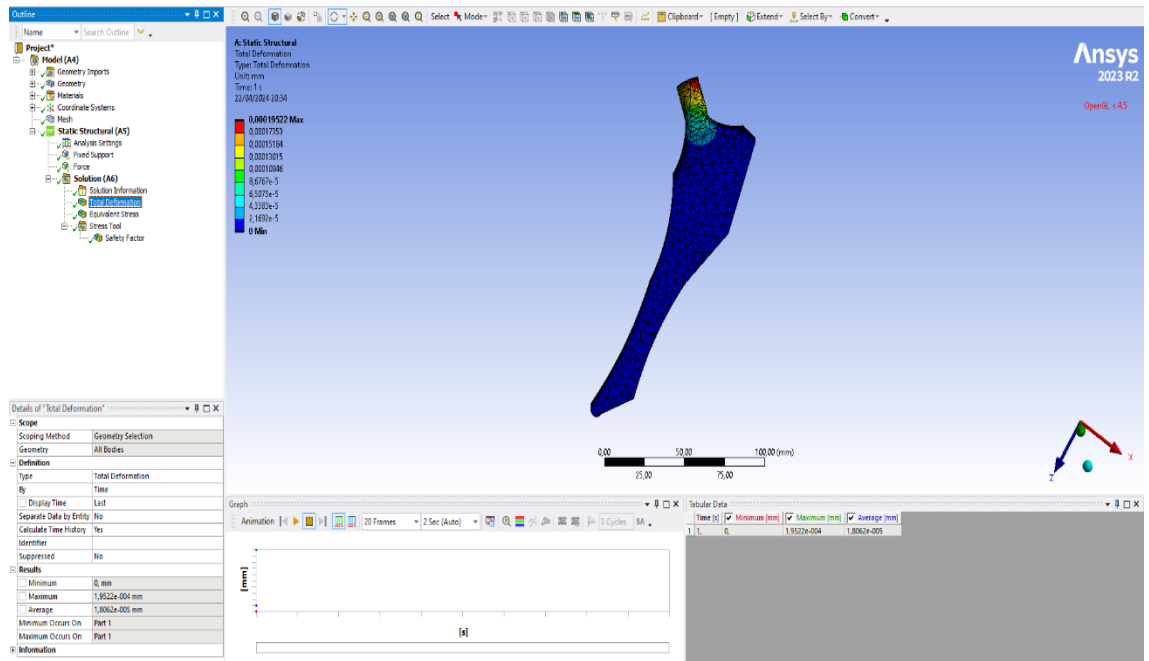 Outline
Name Search Outline
Project*
Model (A4)
Geometry Imports
Geometry
Materials
Coordinate Systems
Mesh
Static Structural (A5)
Analysis Settings
Fixed Support
Force
Solution (A6)
Solution Information
Total Deformation
Equivalent Stress
Stress Tool
Safety Factor
Details of "Total Deformation"
Scope
Scoping Method Geometry Selection
Geometry All Bodies
Definition
Type Total Deformation
By Time
Display Time Last
Separate Data by Entity No
Calculate Time History Yes
Identifier
Suppressed No
Results
Minimum 0, mm
Maximum 1,9522e-004 mm
Average 1,8062e-005 mm
Minimum Occurs On Part 1
Maximum Occurs On Part 1
Information
Select Mode Clipboard [Empty] Extend Select By Convert
A: Static Structural
Total Deformation
Type: Total Deformation
Unit: mm
Time: 1 s
22/04/2024 20:34
0,00019522 Max
0,00017353
0,00015184
0,00013015
0,00010846
8,6767e-5
6,5075e-5
4,3383e-5
2,1692e-5
0 Min
Ansys
2023 R2
OpenGL < 4.5
0,00 50,00 100,00 (mm)
25,00 75,00
X
Z
Graph
Animation 20 Frames 2 Sec (Auto) 3 Cycles
[mm]
[s]
Tabular Data
Time [s] Minimum [mm] Maximum [mm] Average [mm]
1 1, 0, 1,9522e-004 1,8062e-005